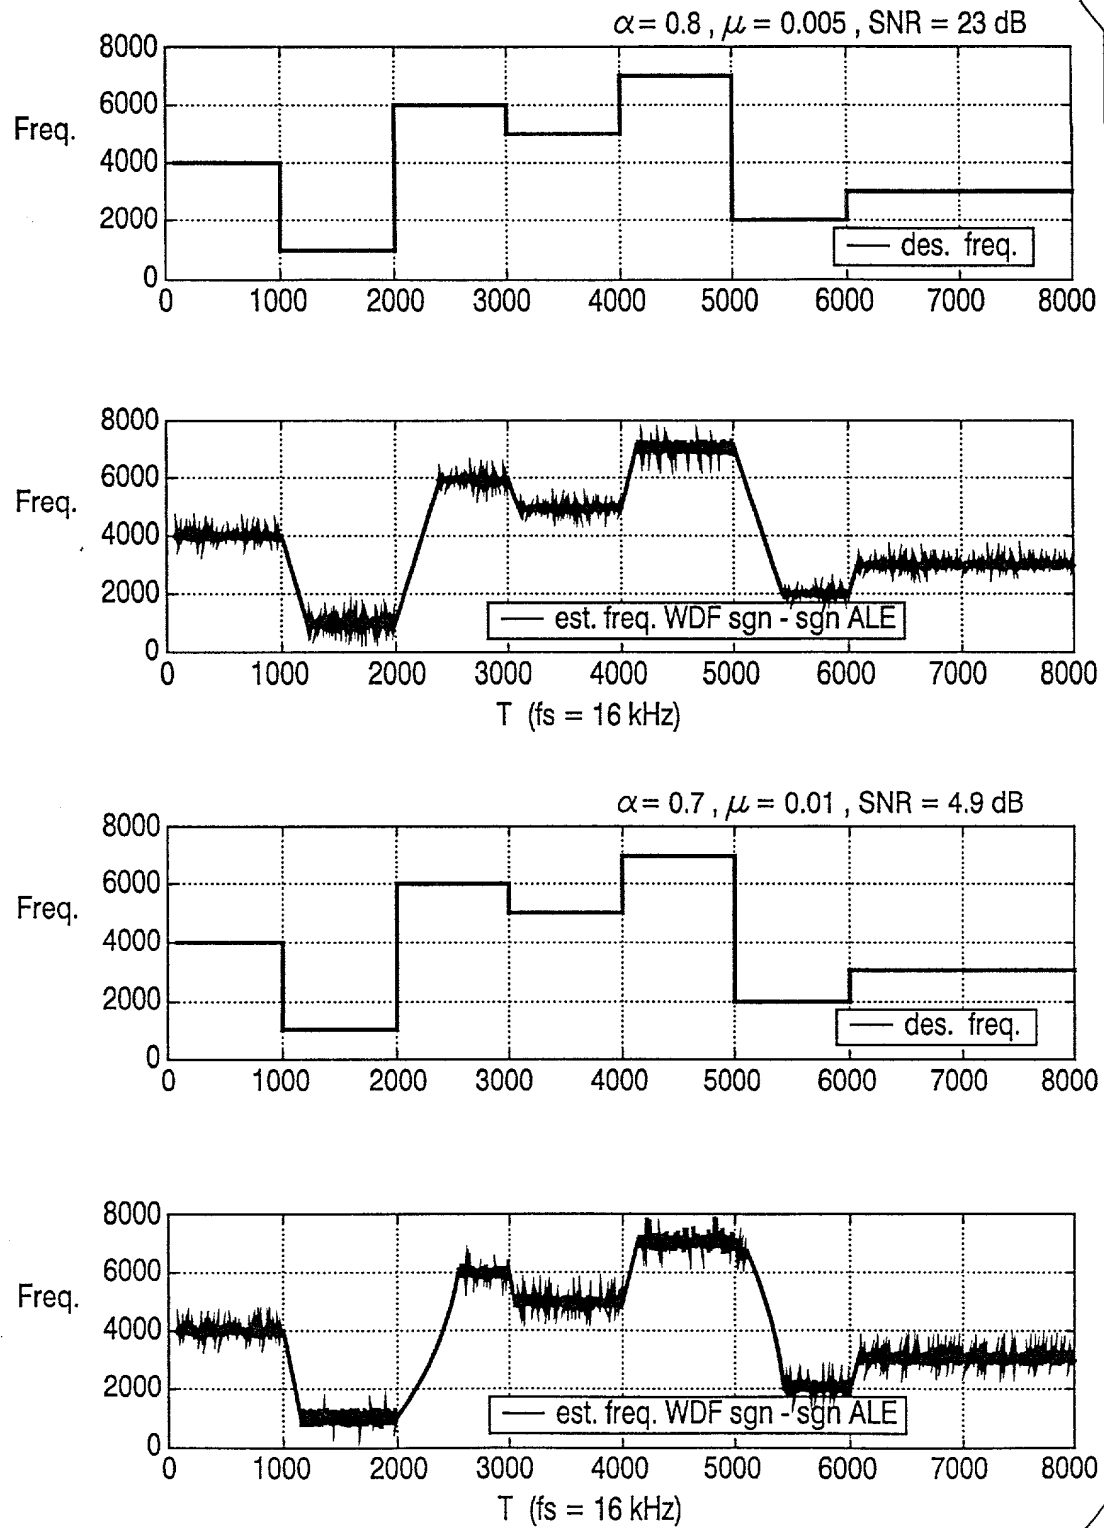 α = 0.8 , μ = 0.005 , SNR = 23 dB
8000
6000
Freq.
4000
2000
des. freq.
0
0 1000 2000 3000 4000 5000 6000 7000 8000
8000
6000
Freq.
4000
2000
est. freq. WDF sgn - sgn ALE
0
0 1000 2000 3000 4000 5000 6000 7000 8000
T (fs = 16 kHz)
α = 0.7 , μ = 0.01 , SNR = 4.9 dB
8000
6000
Freq.
4000
2000
des. freq.
0
0 1000 2000 3000 4000 5000 6000 7000 8000
8000
6000
Freq.
4000
2000
est. freq. WDF sgn - sgn ALE
0
0 1000 2000 3000 4000 5000 6000 7000 8000
T (fs = 16 kHz)